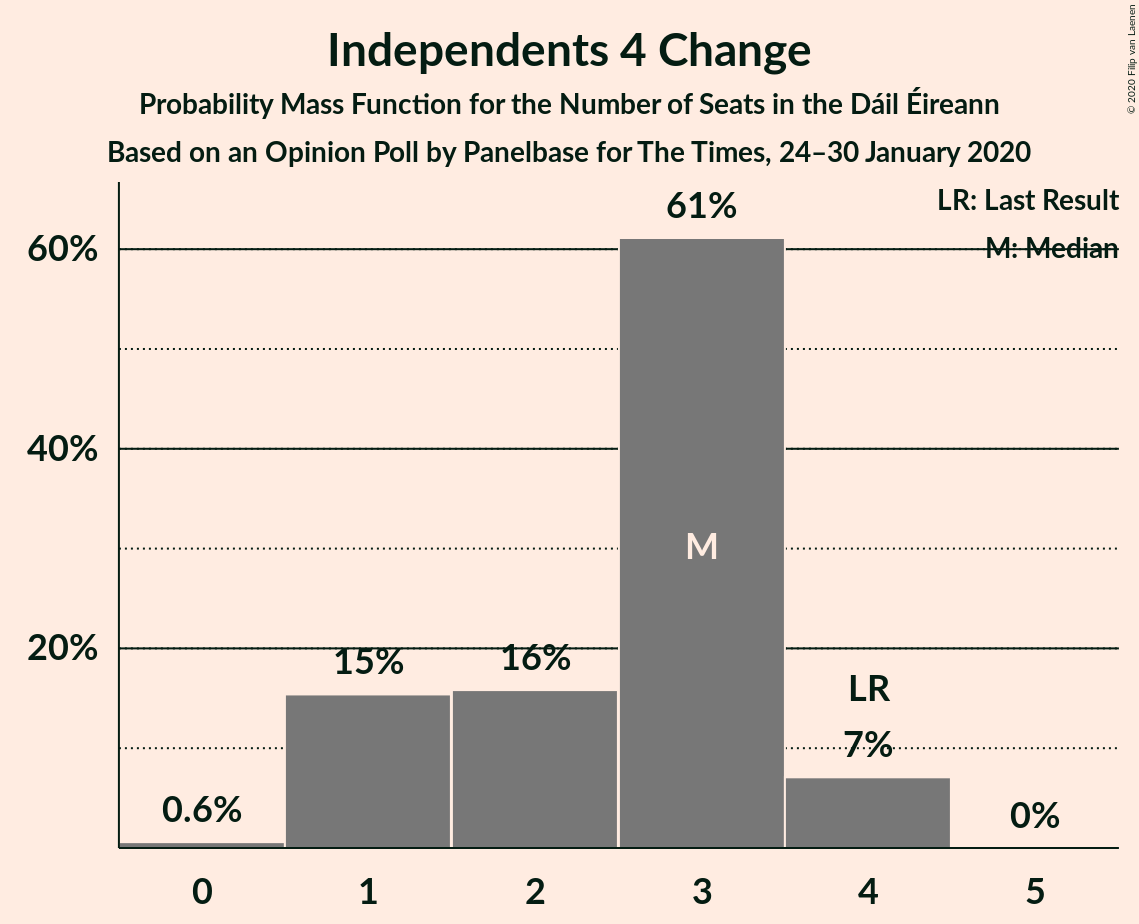 Independents 4 Change
Probability Mass Function for the Number of Seats in the Dáil Éireann
Based on an Opinion Poll by Panelbase for The Times, 24–30 January 2020
© 2020 Filip van Laenen
LR: Last Result
M: Median
60%
40%
20%
0.6%
15%
16%
61%
M
LR
7%
0%
0 1 2 3 4 5